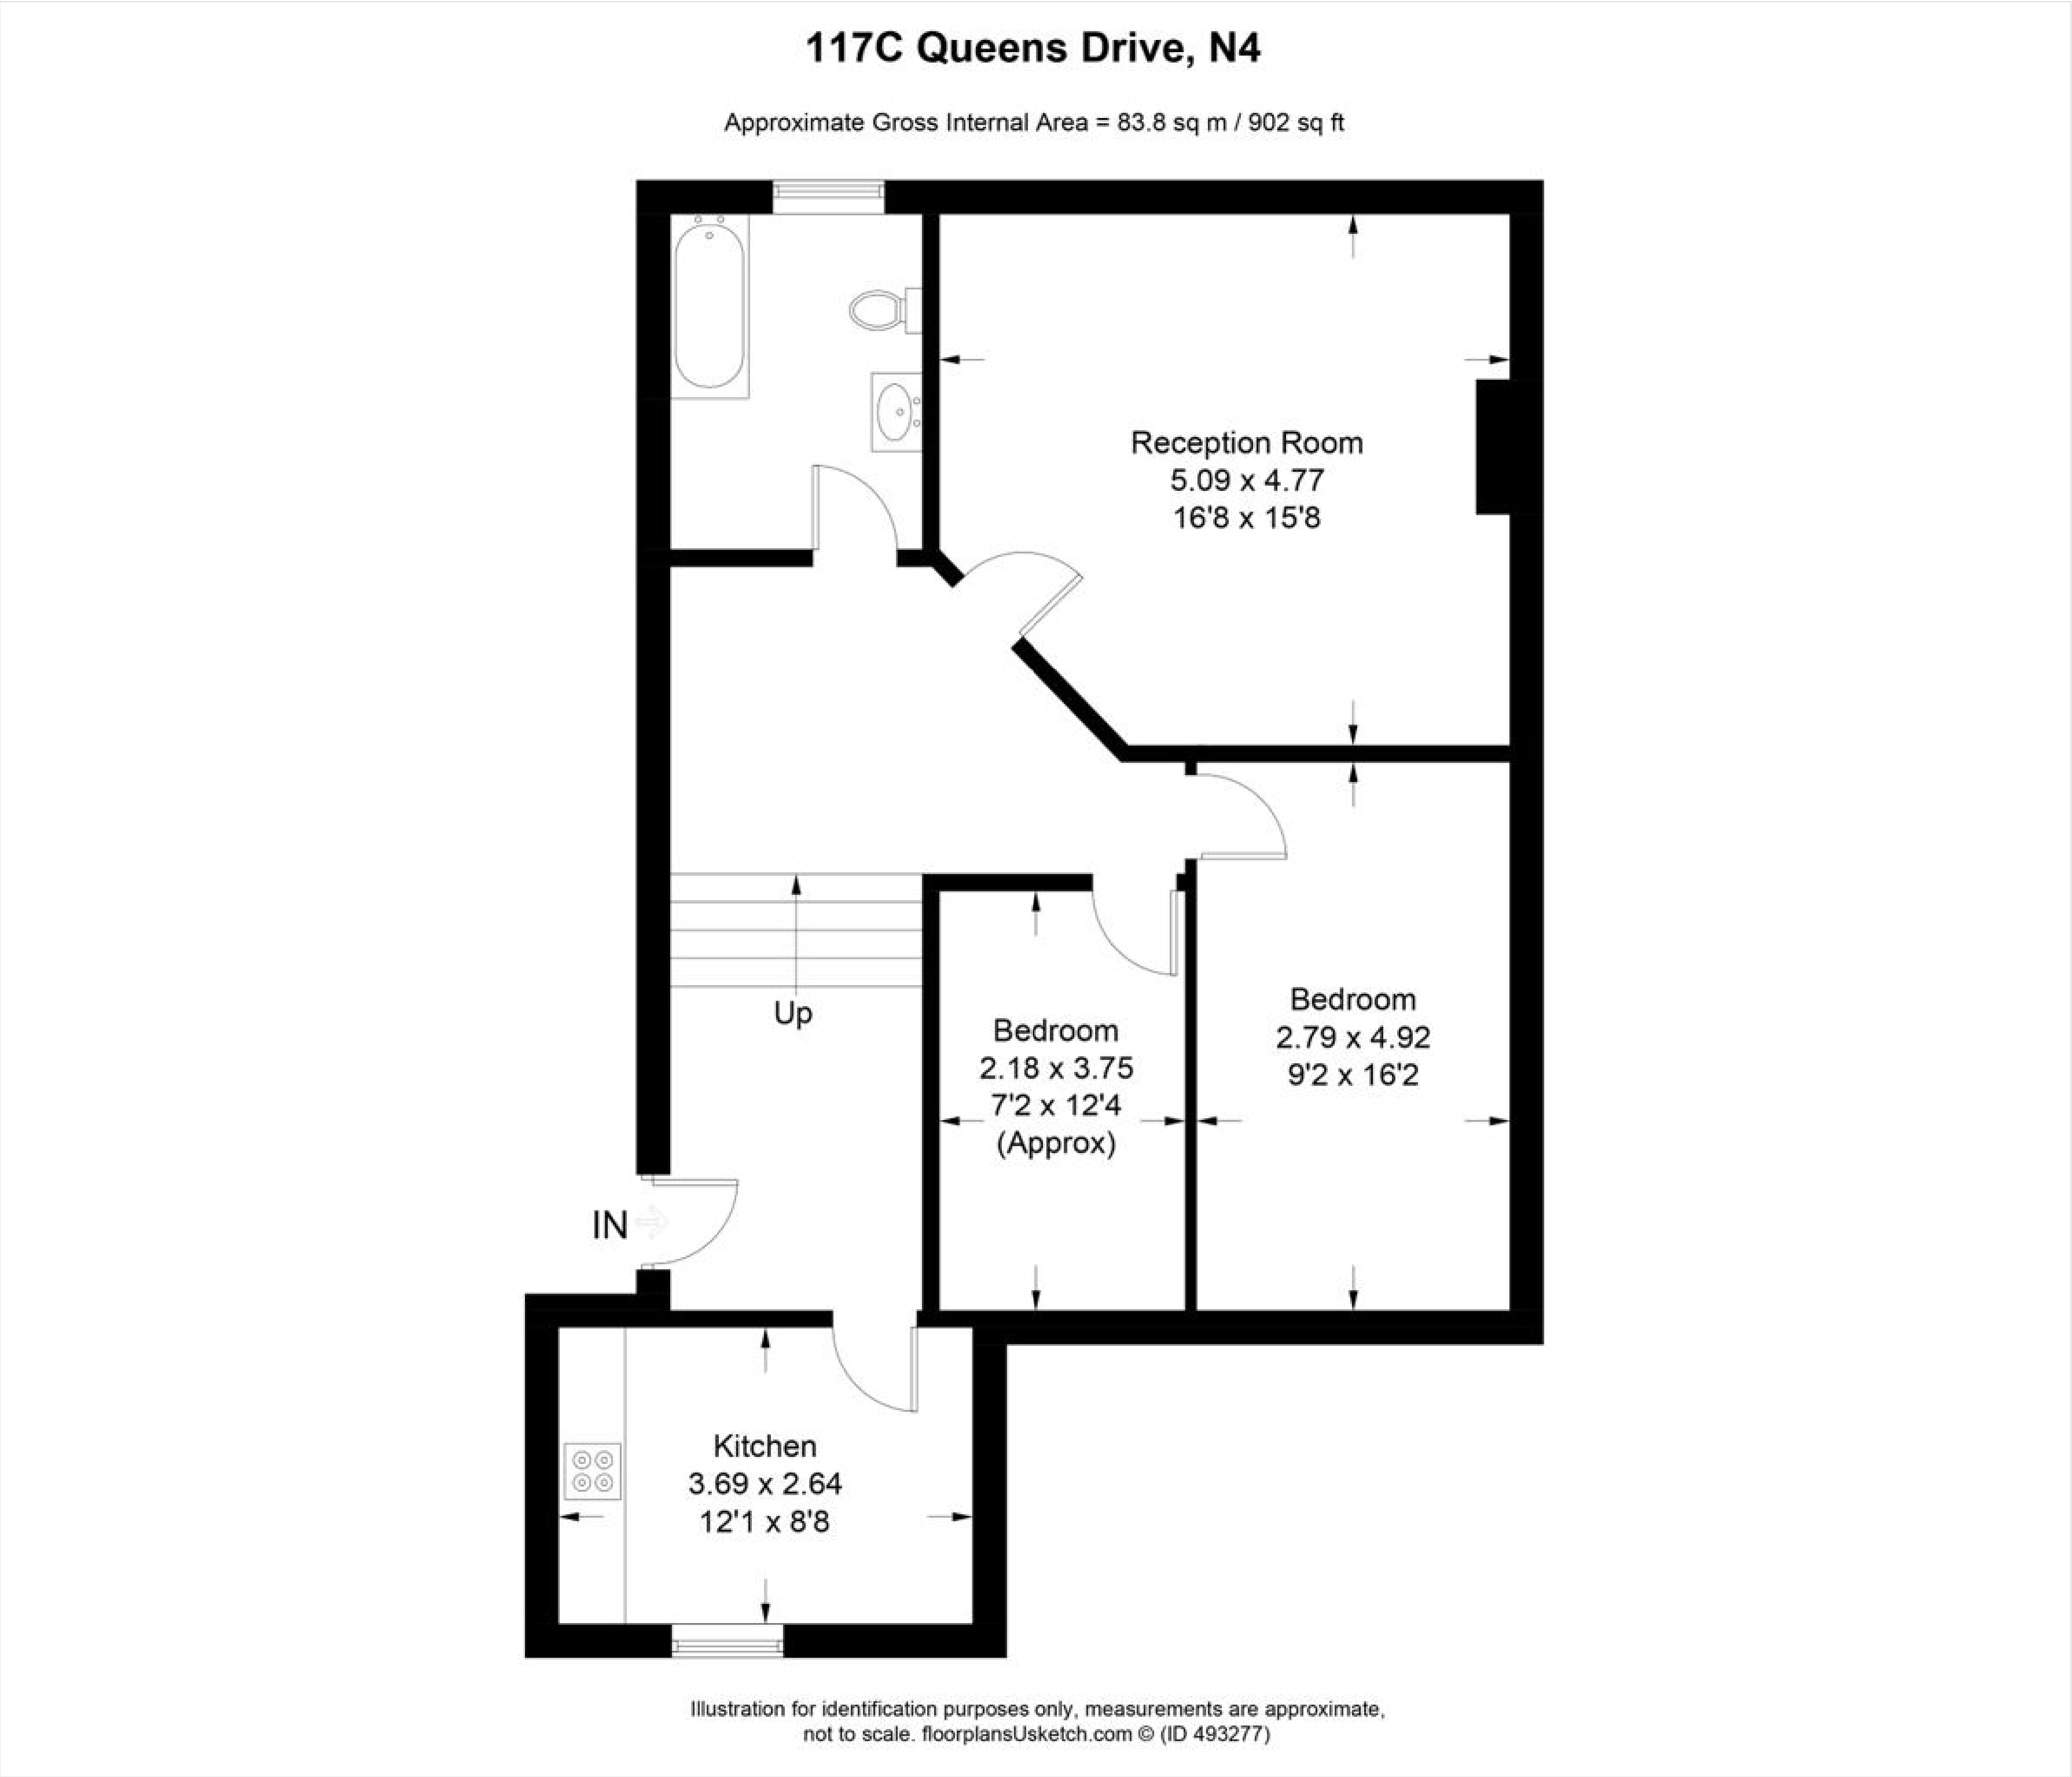 117C Queens Drive, N4
Approximate Gross Internal Area = 83.8 sq m / 902 sq ft
Reception Room
5.09 x 4.77
16'8 x 15'8
Up
Bedroom
2.18 x 3.75
7'2 x 12'4
(Approx)
Bedroom
2.79 x 4.92
9'2 x 16'2
IN
Kitchen
3.69 x 2.64
12'1 x 8'8
Illustration for identification purposes only, measurements are approximate,
not to scale. floorplansUsketch.com © (ID 493277)